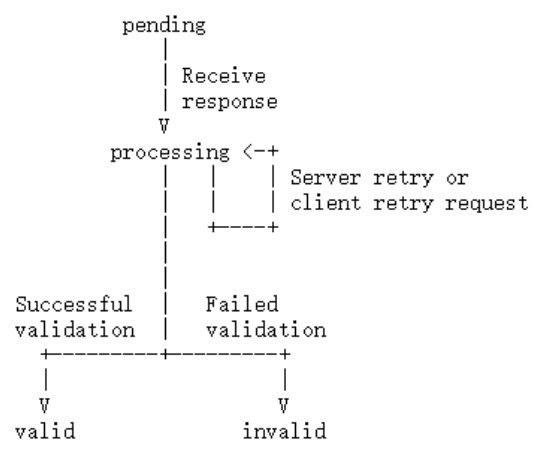 pending
Receive
response
processing
Server retry or
client retry request
Successful Failed
validation validation
valid invalid